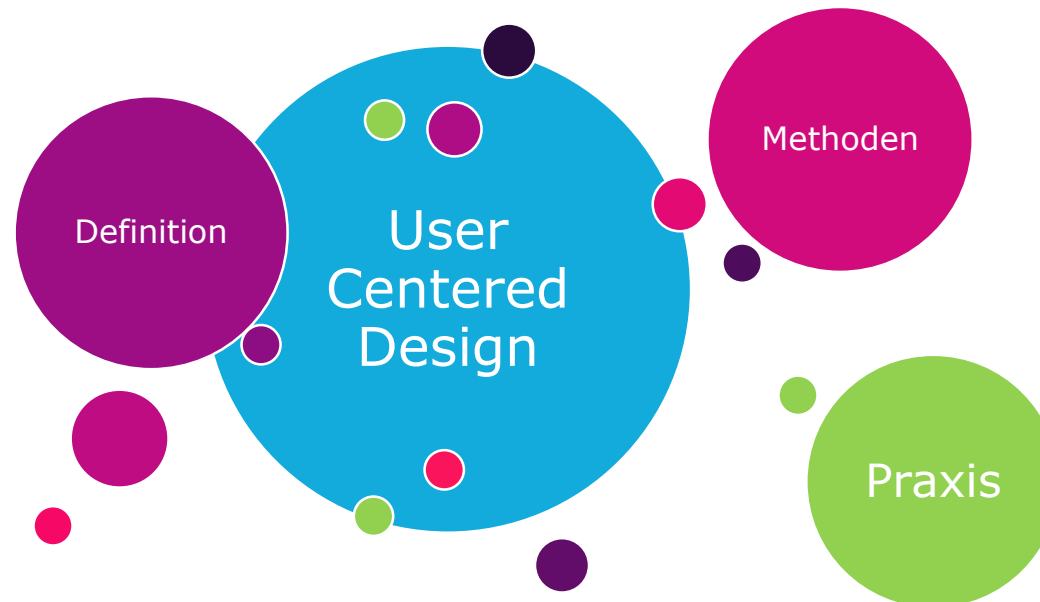 Definition
User
Centered
Design
Methoden
Praxis